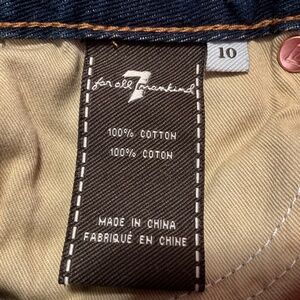 10
7
for all mankind
100% COTTON
100% COTON
MADE IN CHINA
FABRIQUÉ EN CHINE